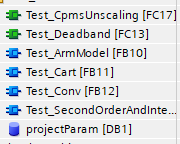 Test_CpmsUnscaling [FC17]
Test_Deadband [FC13]
Test_ArmModel [FB10]
Test_Cart [FB11]
Test_Conv [FB12]
Test_SecondOrderAndInte...
projectParam [DB1]